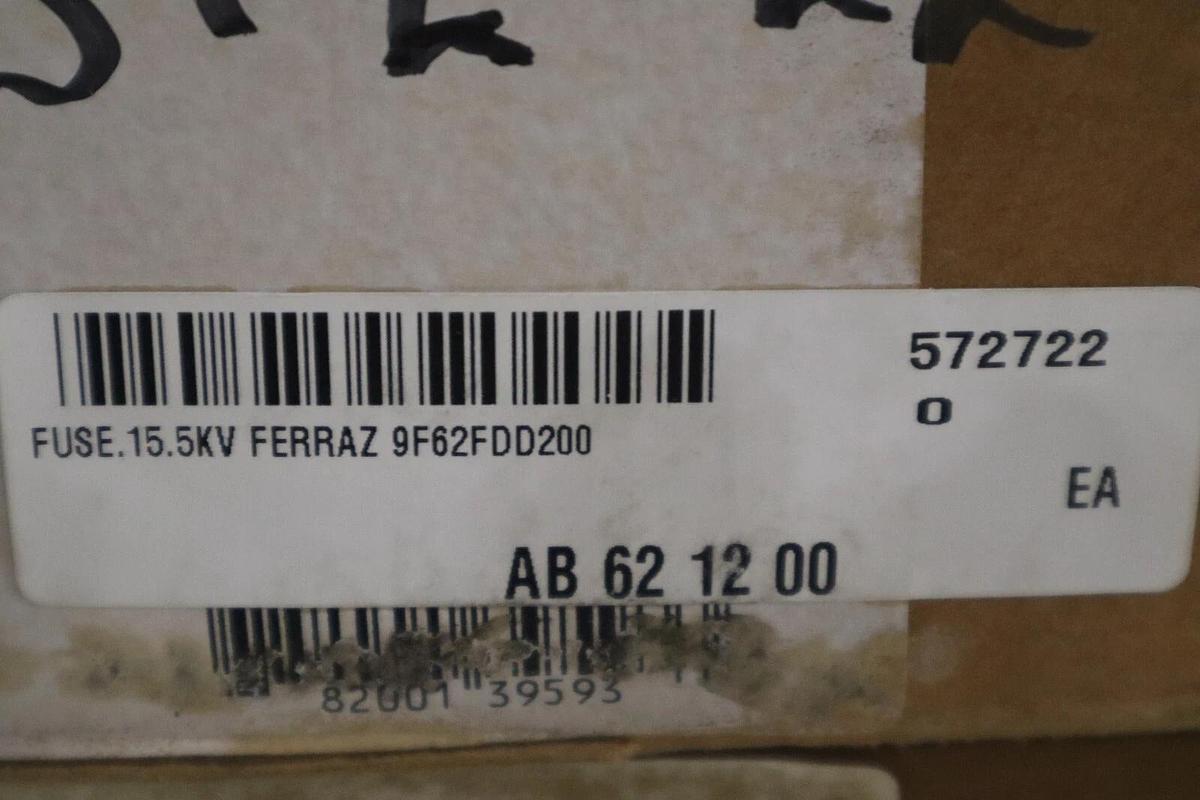 572722
0
FUSE.15.5KV FERRAZ 9F62FDD200
EA
AB 62 12 00
82001 39593